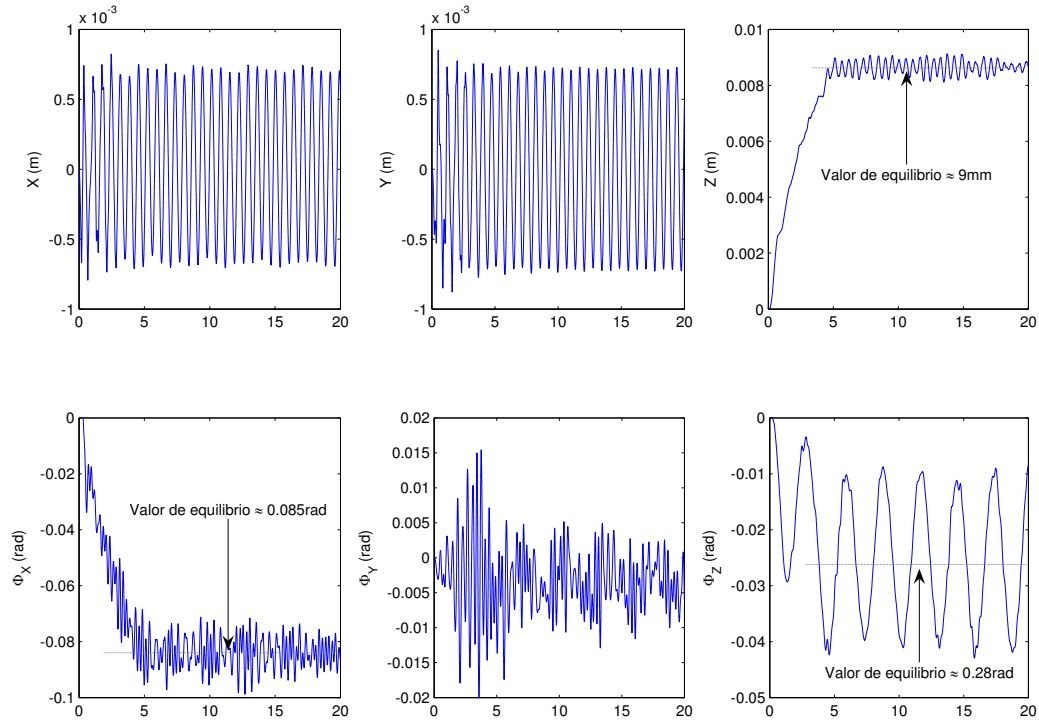 x 10⁻³
1
0.5
0
-0.5
-1
X (m)
0 5 10 15 20
x 10⁻³
1
0.5
0
-0.5
-1
Y (m)
0 5 10 15 20
0.01
0.008
0.006
0.004
0.002
0
Z (m)
Valor de equilibrio ≈ 9mm
0 5 10 15 20
0
-0.02
-0.04
-0.06
-0.08
-0.1
Φ_X (rad)
Valor de equilibrio ≈ 0.085rad
0 5 10 15 20
0.02
0.015
0.01
0.005
0
-0.005
-0.01
-0.015
-0.02
Φ_Y (rad)
0 5 10 15 20
0
-0.01
-0.02
-0.03
-0.04
-0.05
Φ_Z (rad)
Valor de equilibrio ≈ 0.28rad
0 5 10 15 20